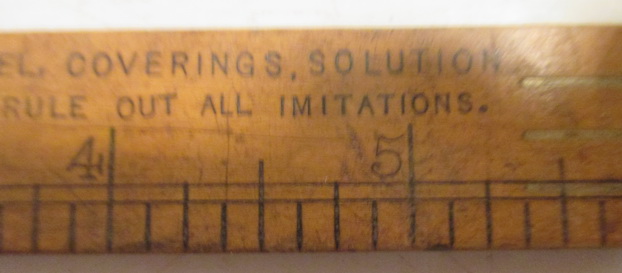 EL. COVERINGS, SOLUTION
RULE OUT ALL IMITATIONS.
4 5